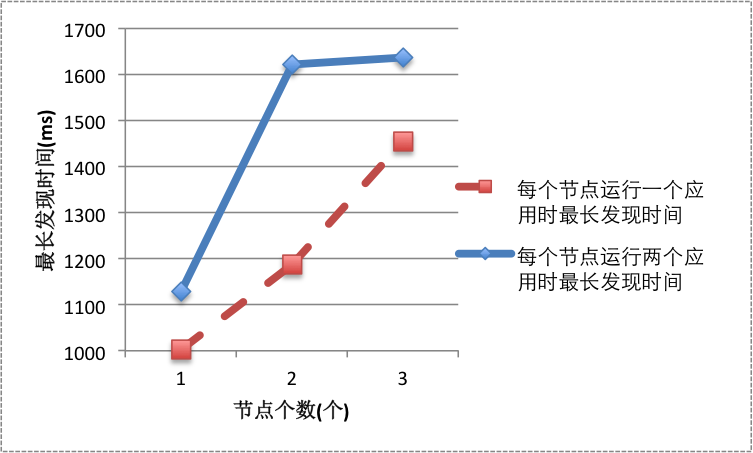 1700
1600
1500
1400
1300
1200
1100
1000
最长发现时间(ms)
1 2 3
节点个数(个)
每个节点运行一个应
用时最长发现时间
每个节点运行两个应
用时最长发现时间